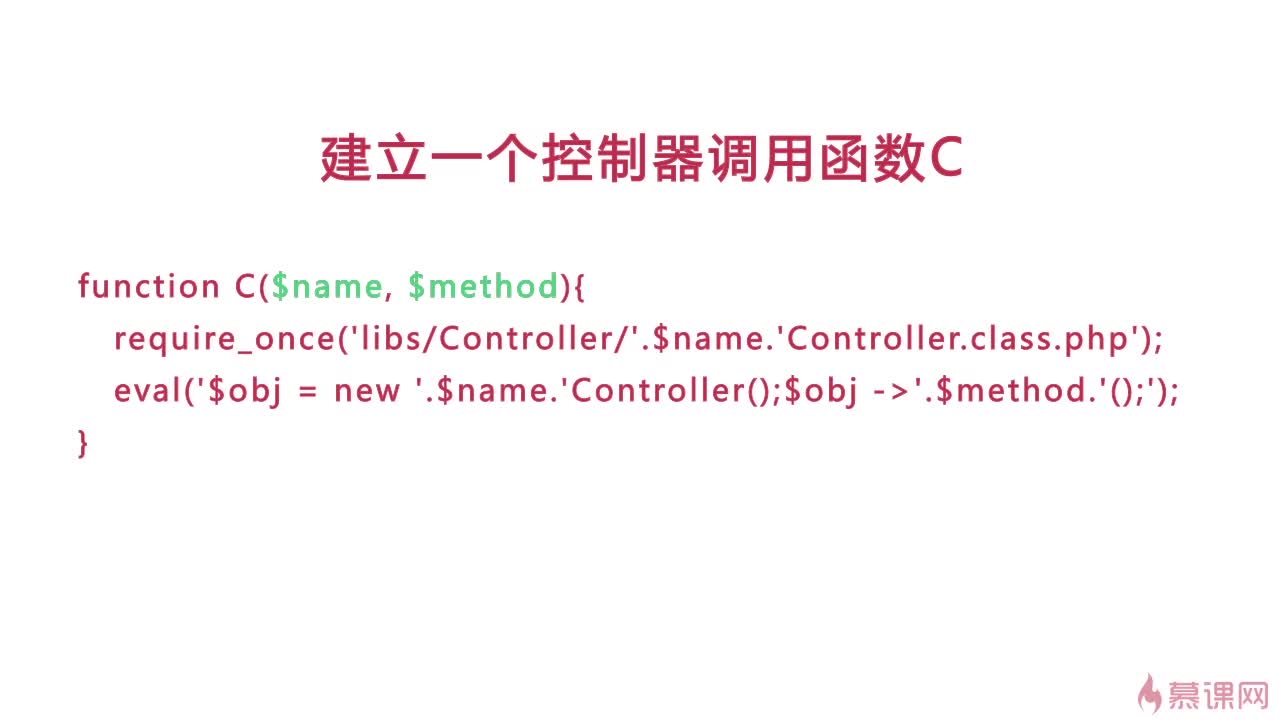 建立一个控制器调用函数C
function C($name, $method){
require_once('libs/Controller/'.$name.'Controller.class.php');
eval('$obj = new '.$name.'Controller();$obj ->'.$method.'();');
}
慕课网